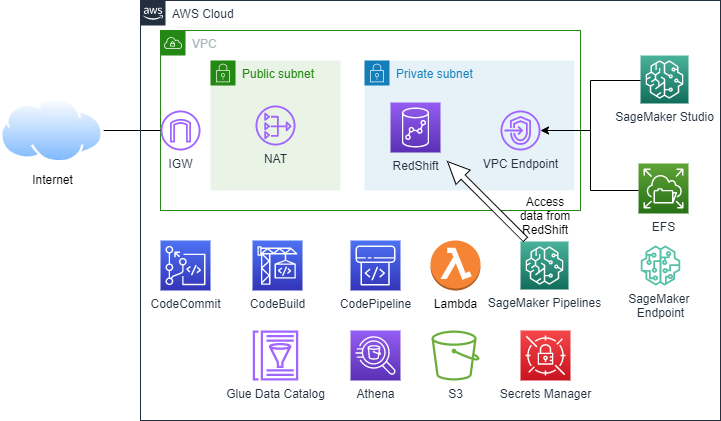 aws
AWS Cloud
VPC
Public subnet
Private subnet
SageMaker Studio
Internet
IGW
NAT
RedShift
VPC Endpoint
Access
data from
RedShift
EFS
CodeCommit
CodeBuild
CodePipeline
Lambda
SageMaker Pipelines
SageMaker
Endpoint
Glue Data Catalog
Athena
S3
Secrets Manager